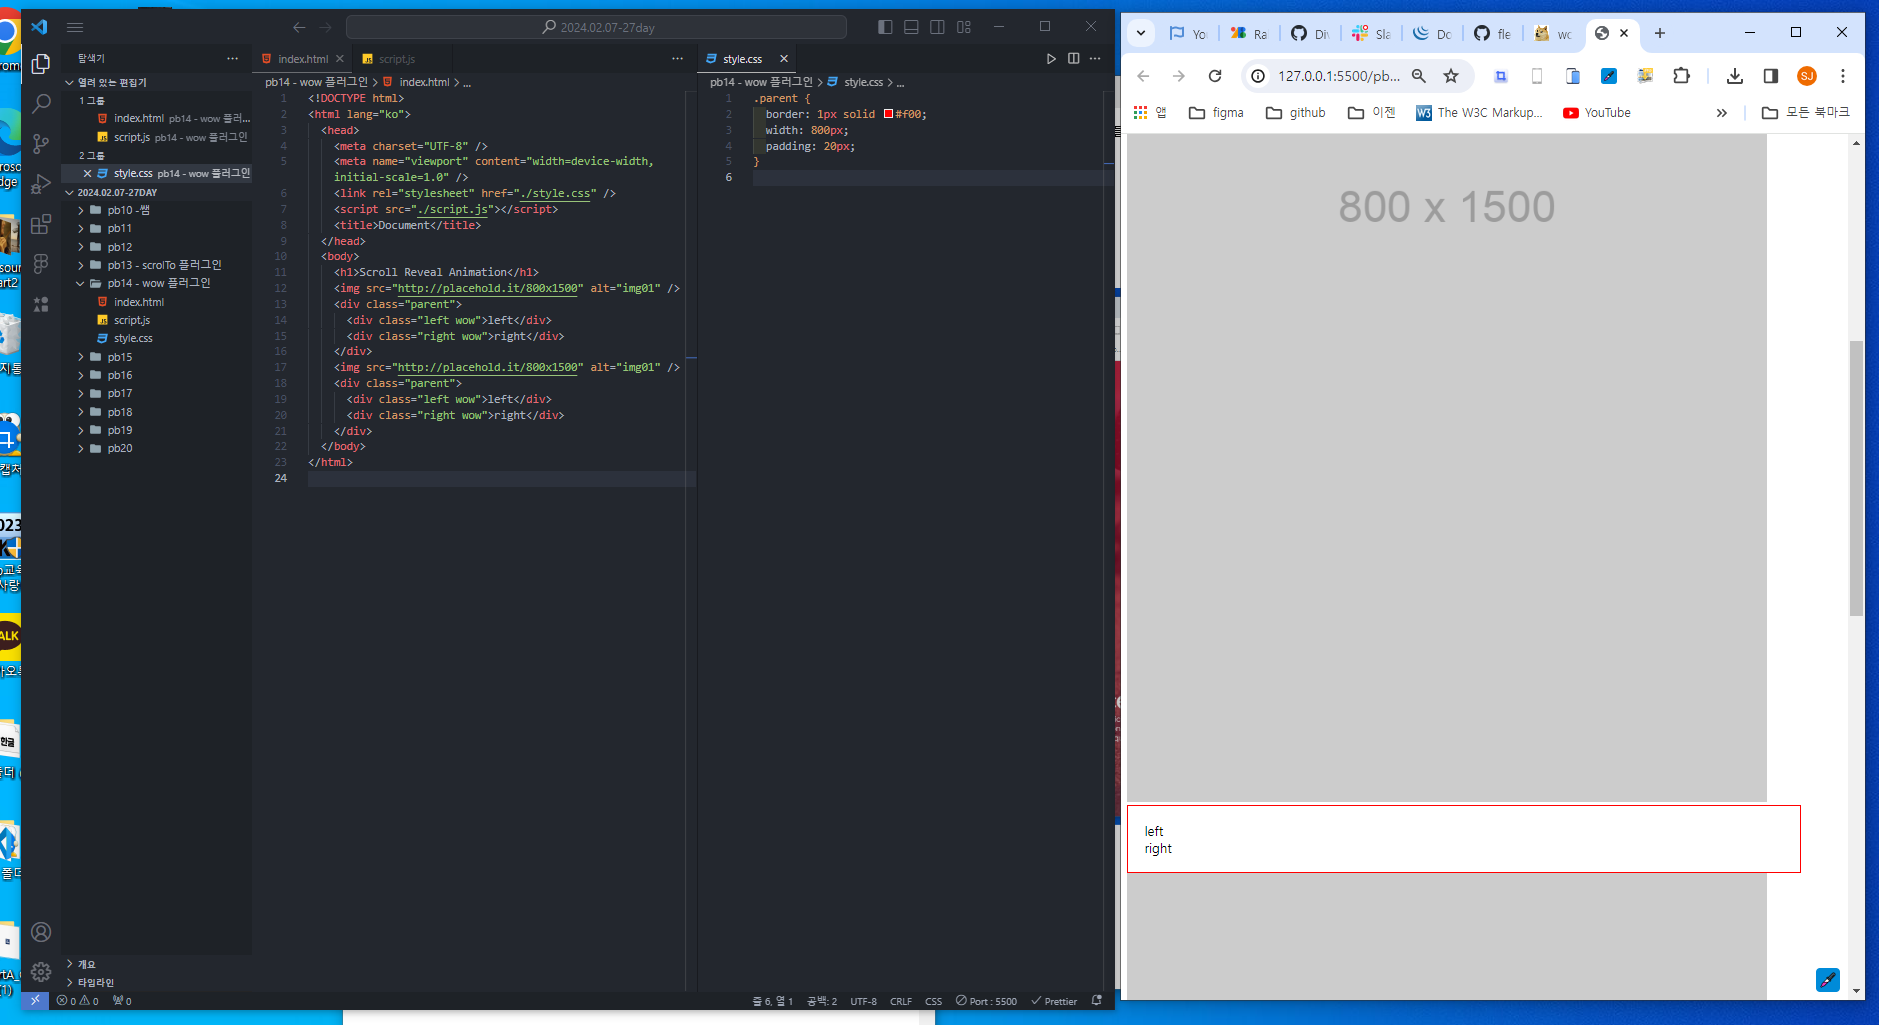 2024.02.07-27day
탐색기
열려 있는 편집기
1 그룹
index.html pb14 - wow 플러...
script.js pb14 - wow 플러그인
2 그룹
style.css pb14 - wow 플러그인
2024.02.07-27DAY
pb10 -쌤
pb11
pb12
pb13 - scrolTo 플러그인
pb14 - wow 플러그인
index.html
script.js
style.css
pb15
pb16
pb17
pb18
pb19
pb20
개요
타임라인
index.html
script.js
pb14 - wow 플러그인 > index.html > ...
1 <!DOCTYPE html>
2 <html lang="ko">
3 <head>
4 <meta charset="UTF-8" />
5 <meta name="viewport" content="width=device-width,
initial-scale=1.0" />
6 <link rel="stylesheet" href="./style.css" />
7 <script src="./script.js"></script>
8 <title>Document</title>
9 </head>
10 <body>
11 <h1>Scroll Reveal Animation</h1>
12 <img src="http://placehold.it/800x1500" alt="img01" />
13 <div class="parent">
14 <div class="left wow">left</div>
15 <div class="right wow">right</div>
16 </div>
17 <img src="http://placehold.it/800x1500" alt="img01" />
18 <div class="parent">
19 <div class="left wow">left</div>
20 <div class="right wow">right</div>
21 </div>
22 </body>
23 </html>
24
style.css
pb14 - wow 플러그인 > style.css > ...
1 .parent {
2 border: 1px solid #f00;
3 width: 800px;
4 padding: 20px;
5 }
6
0 0 0
줄 6, 열 1 공백: 2 UTF-8 CRLF CSS Port : 5500 Prettier
Yo Ra Di Sla Do fle wo
127.0.0.1:5500/pb...
SJ
앱 figma github 이젠 The W3C Markup... YouTube » 모든 북마크
800 x 1500
left
right